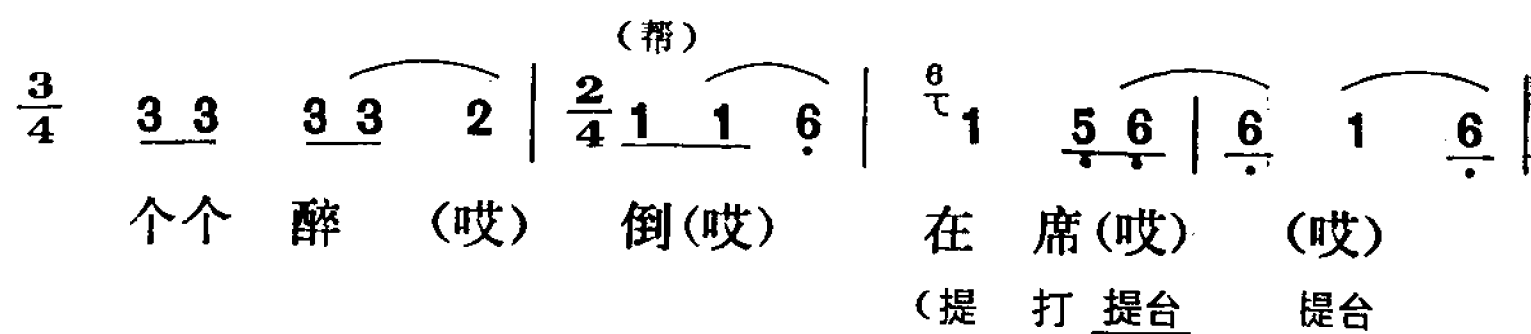 （帮）
3/4 3 3 3 3 2 | 2/4 1 1 6 | 6 1 5 6 | 6 1 6 |
个个 醉 （哎） 倒（哎） 在 席（哎） （哎）
（提 打 提台 提台